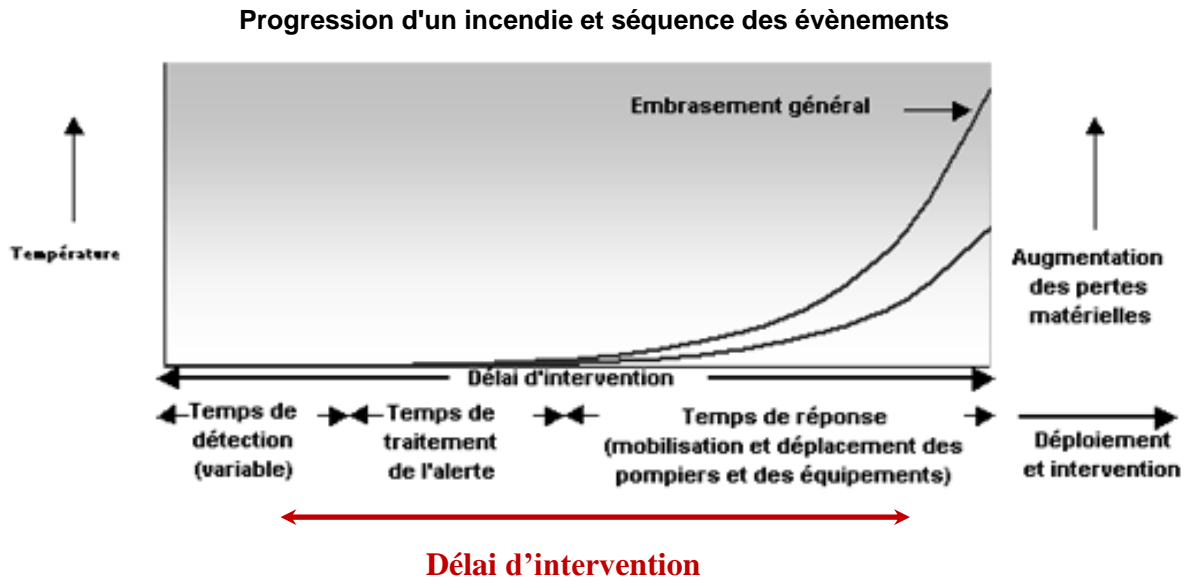 Progression d'un incendie et séquence des évènements
Embrasement général
Température
Augmentation
des pertes
matérielles
Délai d'intervention
Temps de
détection
(variable)
Temps de
traitement
de l'alerte
Temps de réponse
(mobilisation et déplacement des
pompiers et des équipements)
Déploiement
et intervention
Délai d’intervention